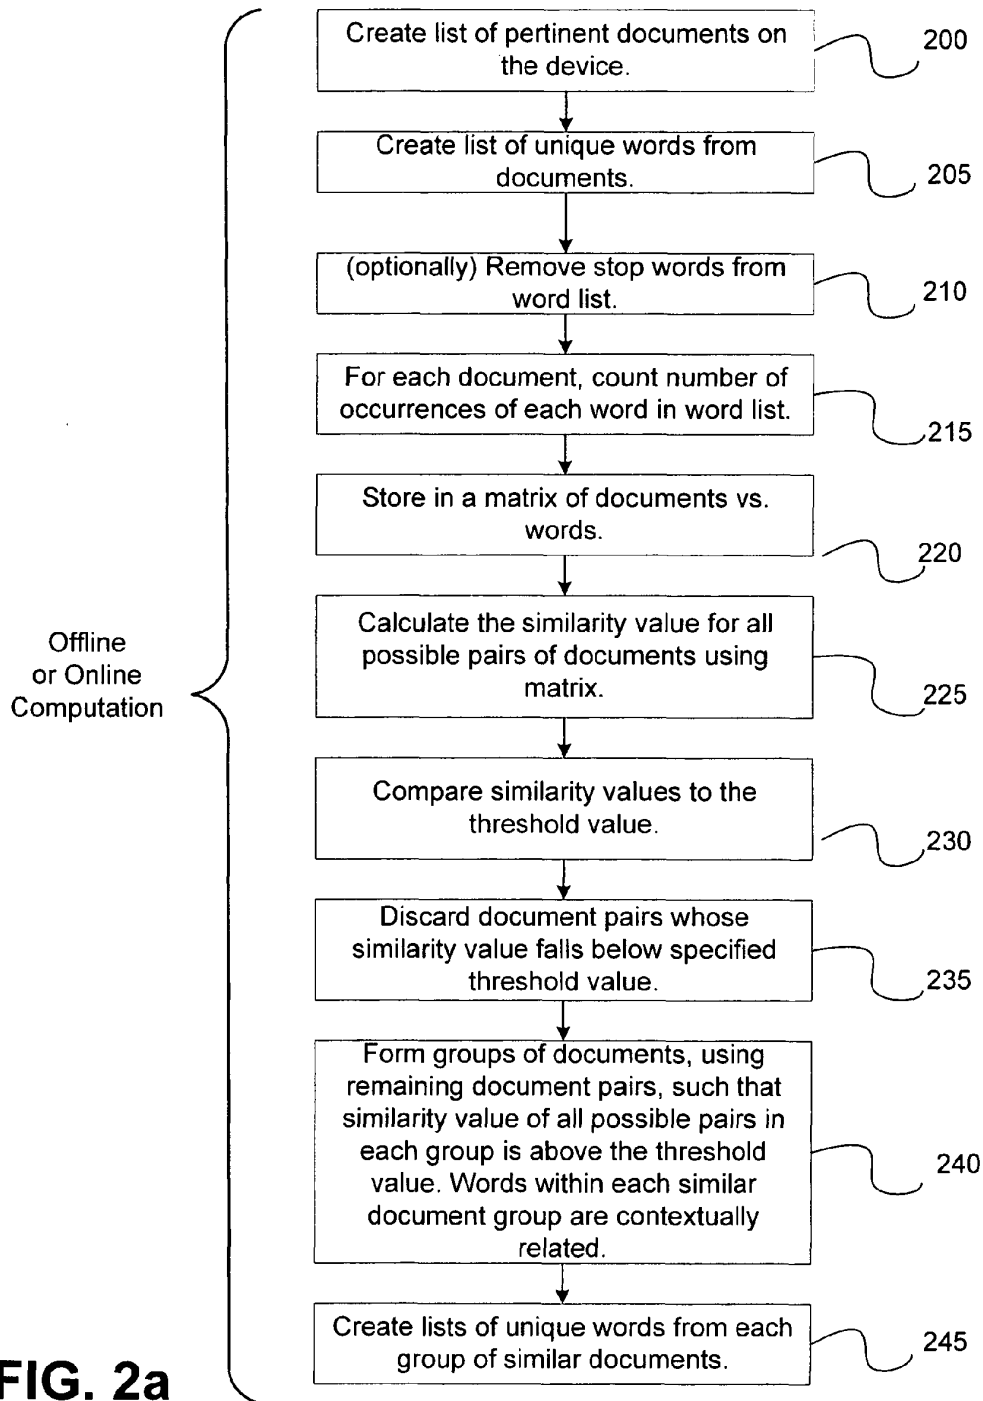 Create list of pertinent documents on
the device.
200
Create list of unique words from
documents.
205
(optionally) Remove stop words from
word list.
210
For each document, count number of
occurrences of each word in word list.
215
Store in a matrix of documents vs.
words.
220
Calculate the similarity value for all
possible pairs of documents using
matrix.
225
Offline
or Online
Computation
Compare similarity values to the
threshold value.
230
Discard document pairs whose
similarity value falls below specified
threshold value.
235
Form groups of documents, using
remaining document pairs, such that
similarity value of all possible pairs in
each group is above the threshold
value. Words within each similar
document group are contextually
related.
240
Create lists of unique words from each
group of similar documents.
245
FIG. 2a